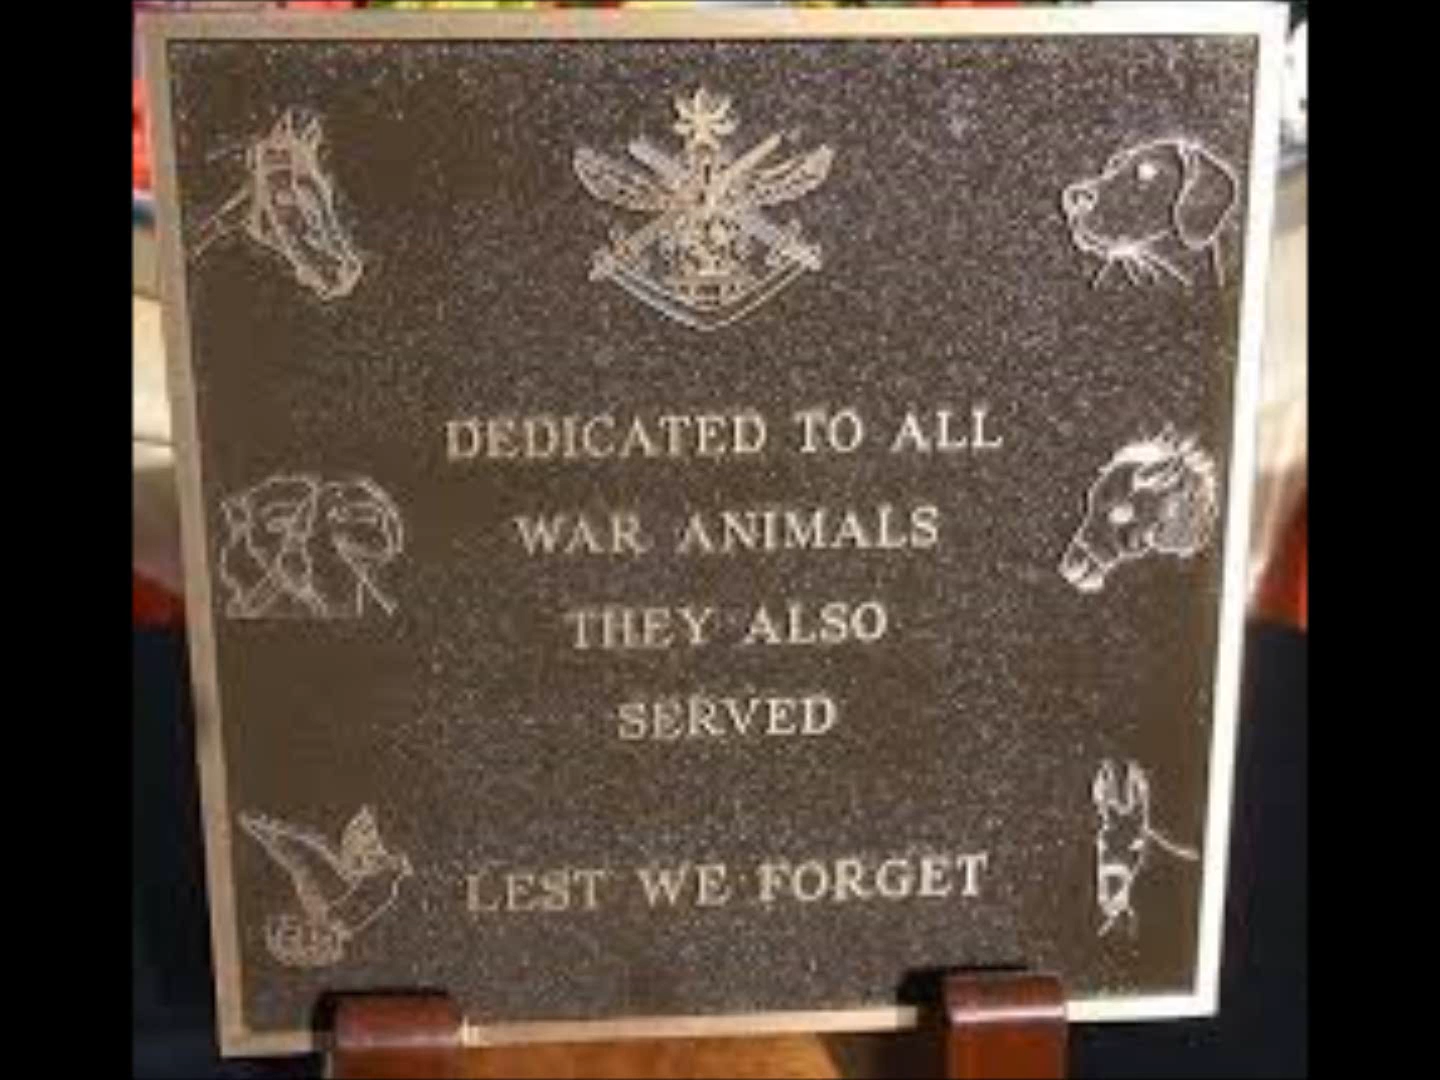 DEDICATED TO ALL
WAR ANIMALS
THEY ALSO
SERVED
LEST WE FORGET